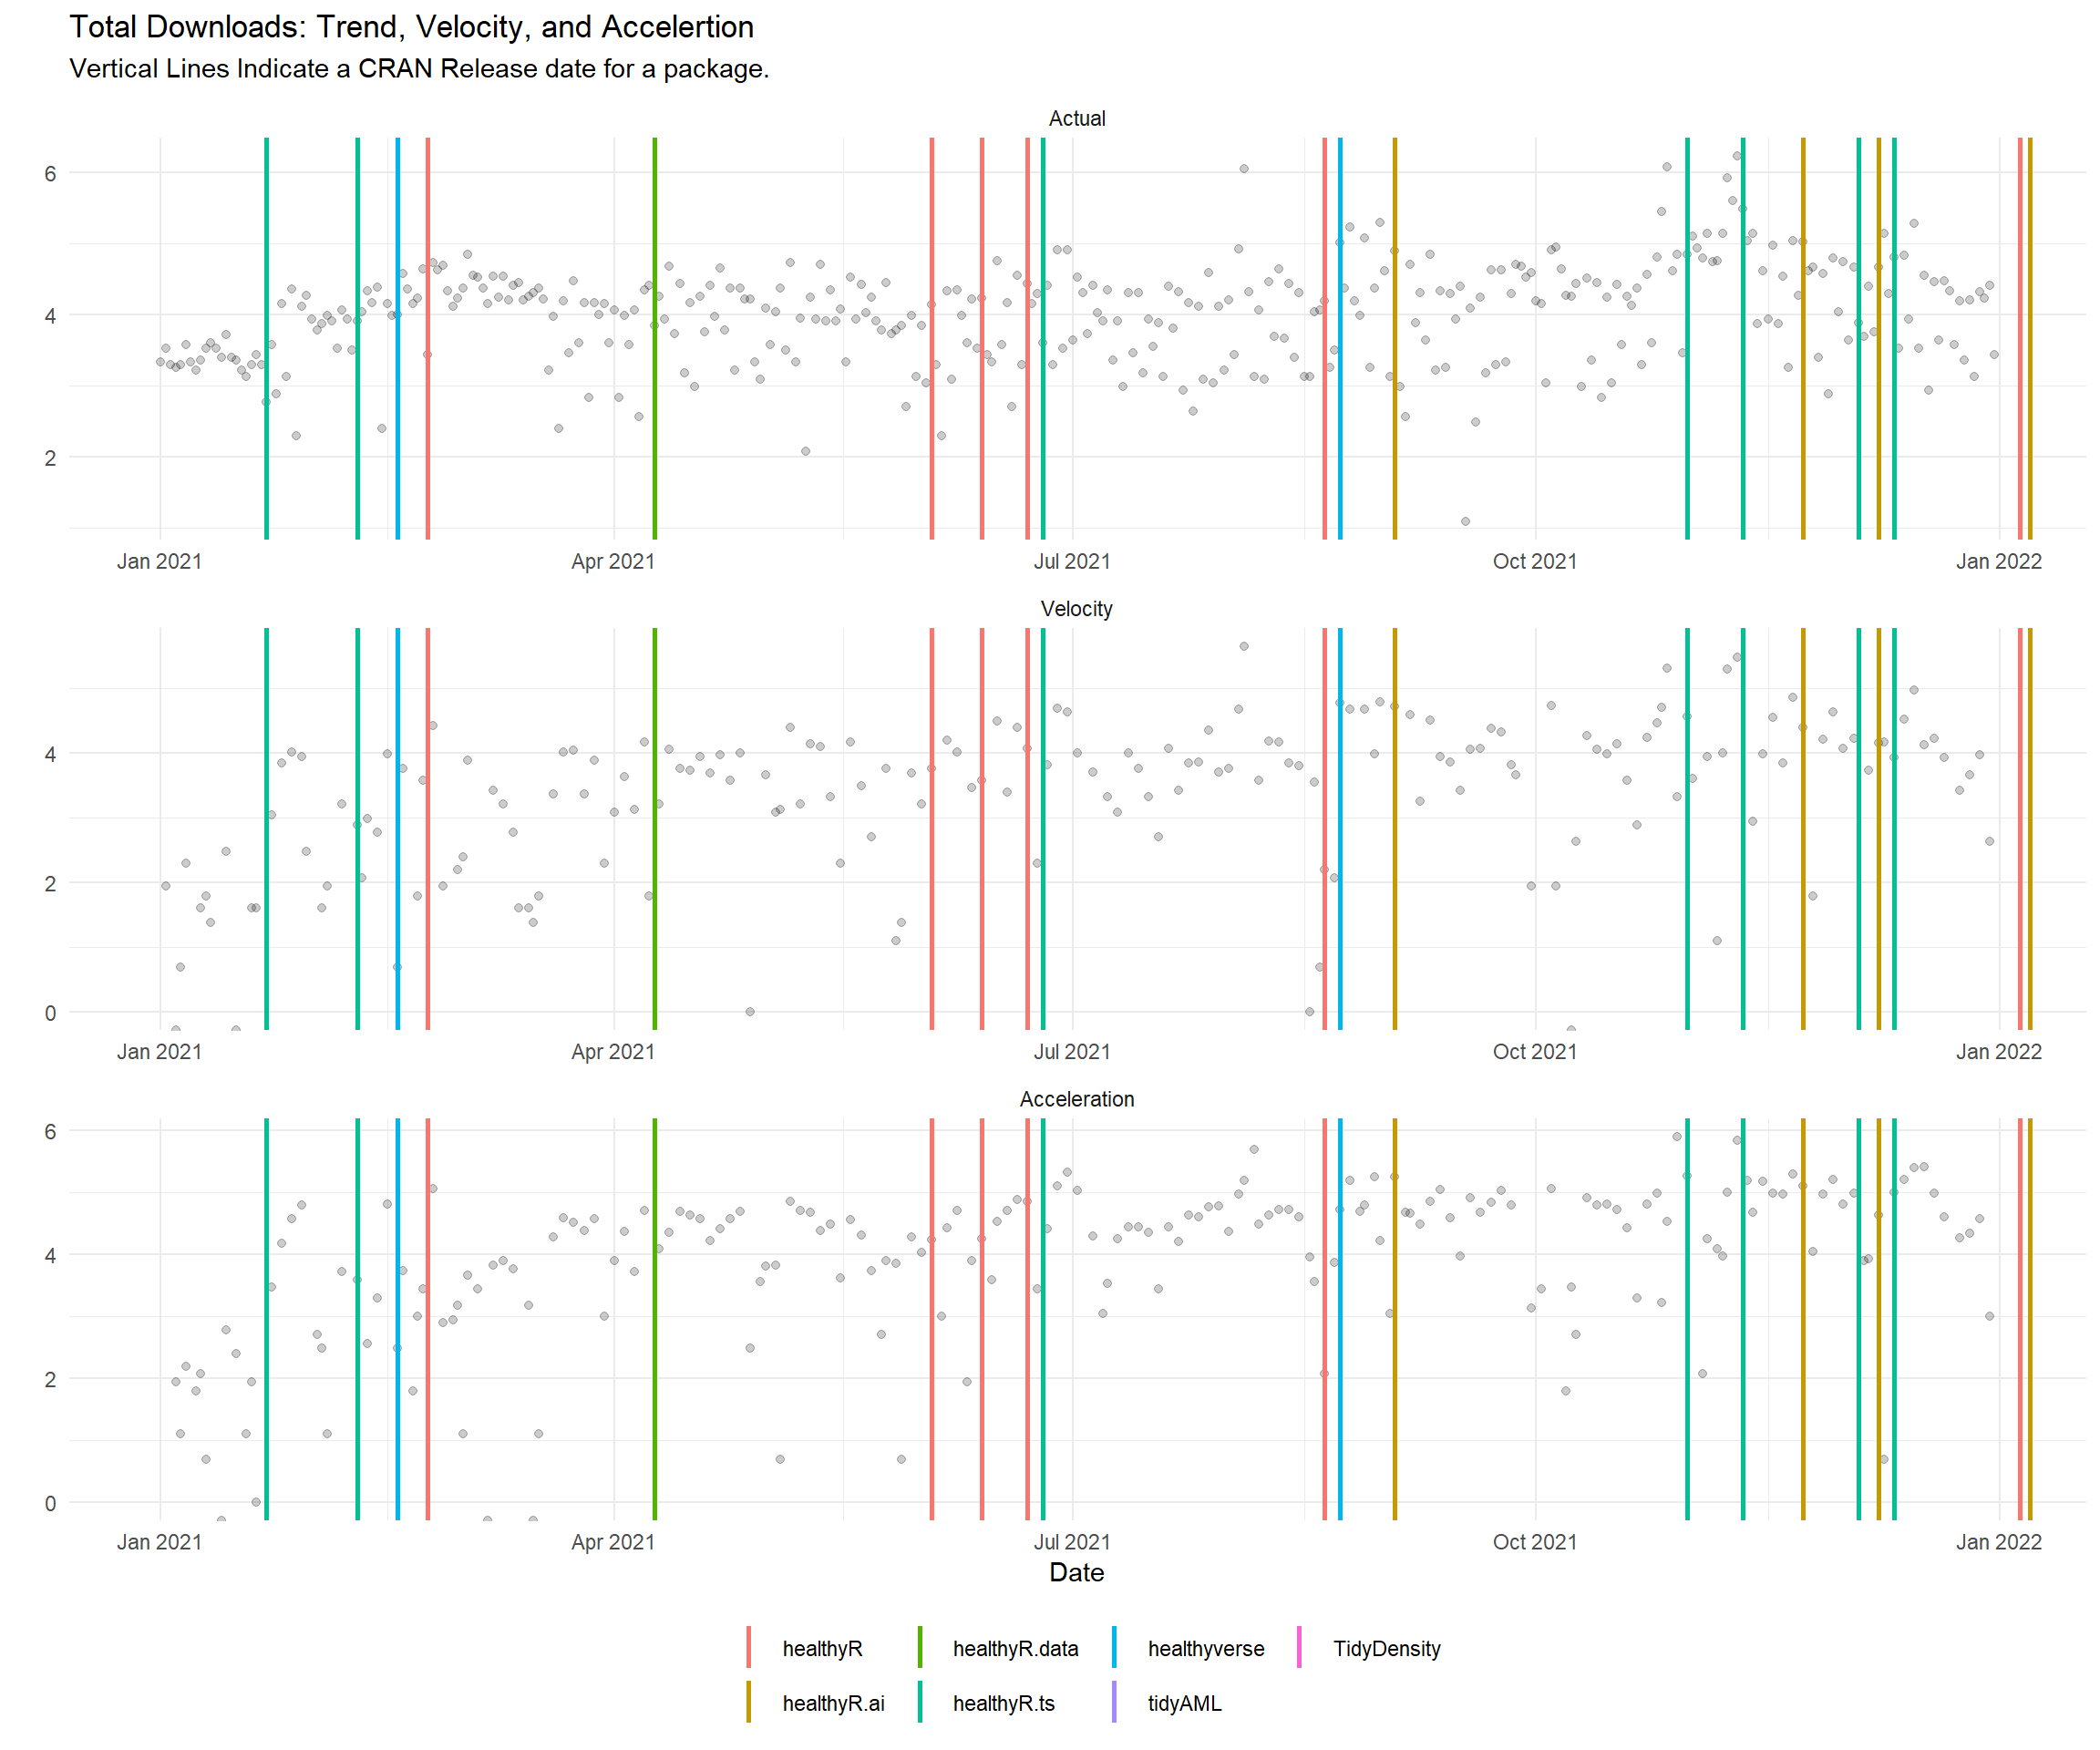 Total Downloads: Trend, Velocity, and Accelertion
Vertical Lines Indicate a CRAN Release date for a package.
Actual
6
4
2
Jan 2021 Apr 2021 Jul 2021 Oct 2021 Jan 2022
Velocity
4
2
0
Jan 2021 Apr 2021 Jul 2021 Oct 2021 Jan 2022
Acceleration
6
4
2
0
Jan 2021 Apr 2021 Jul 2021 Oct 2021 Jan 2022
Date
healthyR healthyR.data healthyverse TidyDensity
healthyR.ai healthyR.ts tidyAML